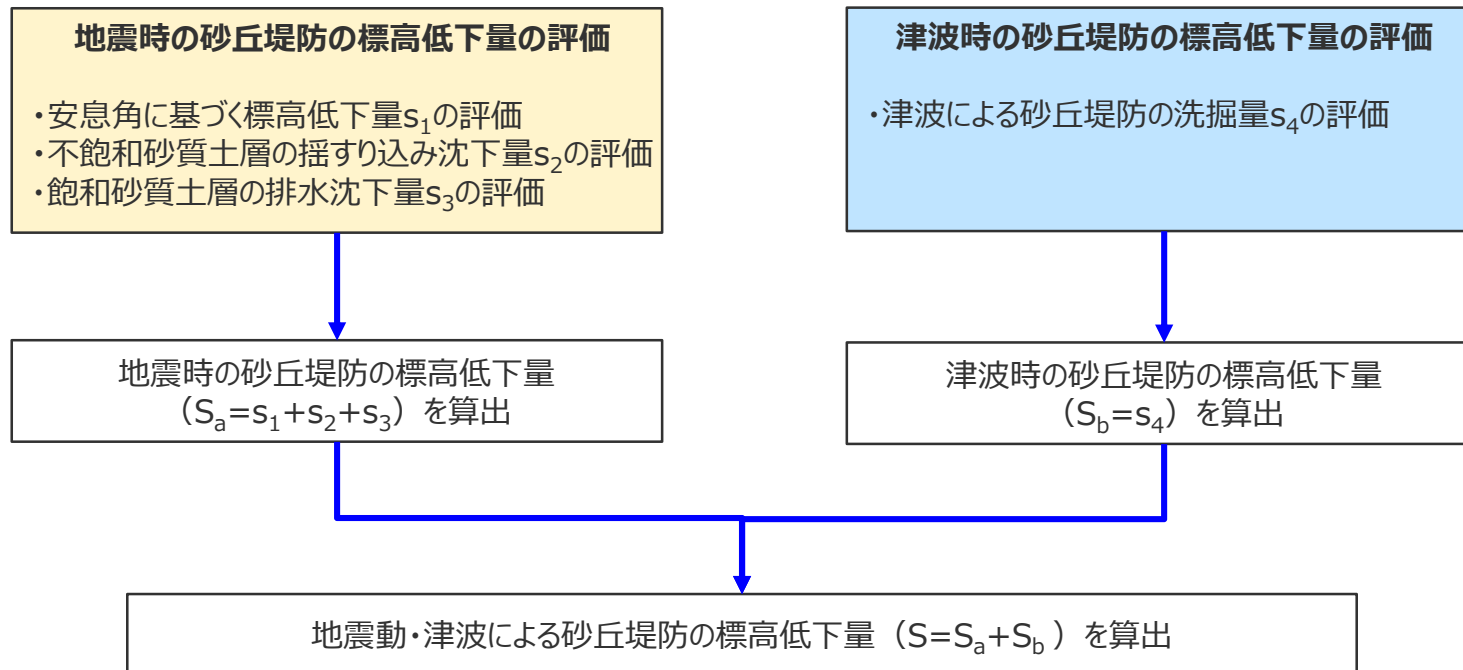 地震時の砂丘堤防の標高低下量の評価
・安息角に基づく標高低下量s₁の評価
・不飽和砂質土層の揺すり込み沈下量s₂の評価
・飽和砂質土層の排水沈下量s₃の評価
津波時の砂丘堤防の標高低下量の評価
・津波による砂丘堤防の洗掘量s₄の評価
地震時の砂丘堤防の標高低下量
（Sₐ=s₁+s₂+s₃）を算出
津波時の砂丘堤防の標高低下量
（S_b=s₄）を算出
地震動・津波による砂丘堤防の標高低下量（S=Sₐ+S_b ）を算出